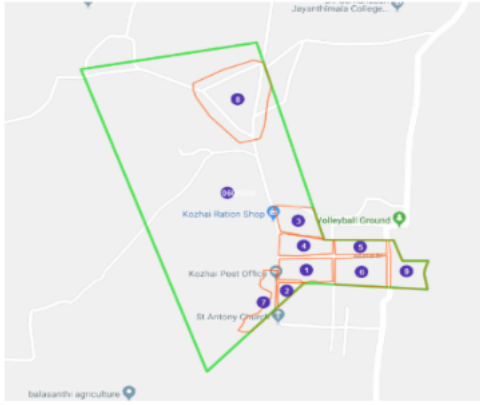 Jayanthimala College...
8
Kozhai Ration Shop
3
Volleyball Ground
4
5
Kozhai Post Office
1
6
9
2
7
St Antony Church
balasanthi agriculture